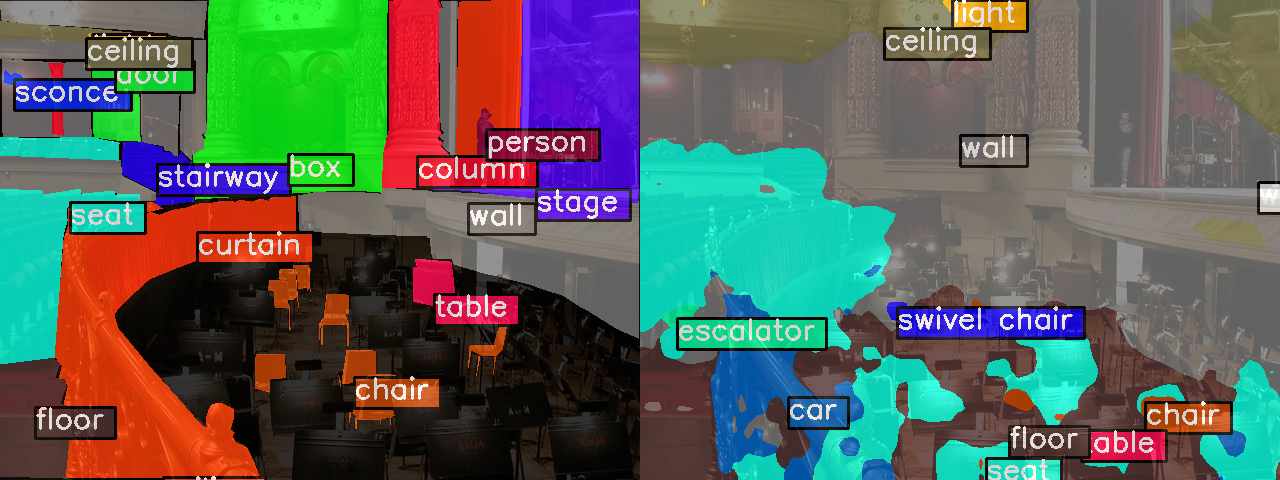 ceiling
door
sconce
person
box
column
stairway
stage
seat
wall
curtain
table
chair
floor
light
ceiling
wall
w
swivel chair
escalator
car
chair
floor
able
seat